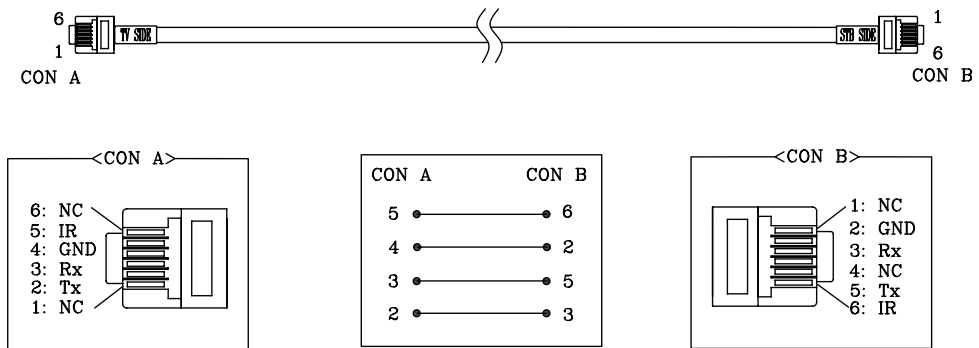 6
1
CON A
TV SIDE
STB SIDE
1
6
CON B
<CON A>
6: NC
5: IR
4: GND
3: Rx
2: Tx
1: NC
CON A CON B
5 6
4 2
3 5
2 3
<CON B>
1: NC
2: GND
3: Rx
4: NC
5: Tx
6: IR